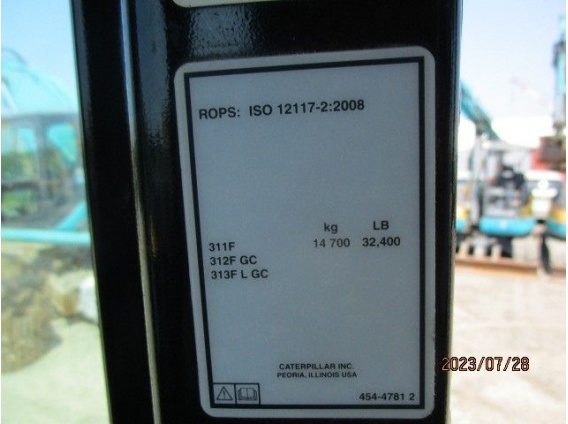 ROPS: ISO 12117-2:2008
kg LB
311F 14 700 32,400
312F GC
313F L GC
CATERPILLAR INC.
PEORIA, ILLINOIS USA
454-4781 2
2023/07/28